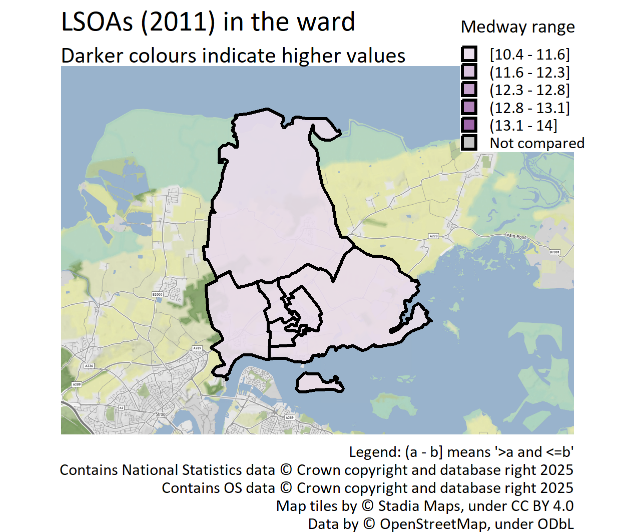 LSOAs (2011) in the ward
Darker colours indicate higher values
Medway range
[10.4 - 11.6]
(11.6 - 12.3]
(12.3 - 12.8]
(12.8 - 13.1]
(13.1 - 14]
Not compared
Legend: (a - b] means '>a and <=b'
Contains National Statistics data © Crown copyright and database right 2025
Contains OS data © Crown copyright and database right 2025
Map tiles by © Stadia Maps, under CC BY 4.0
Data by © OpenStreetMap, under ODbL